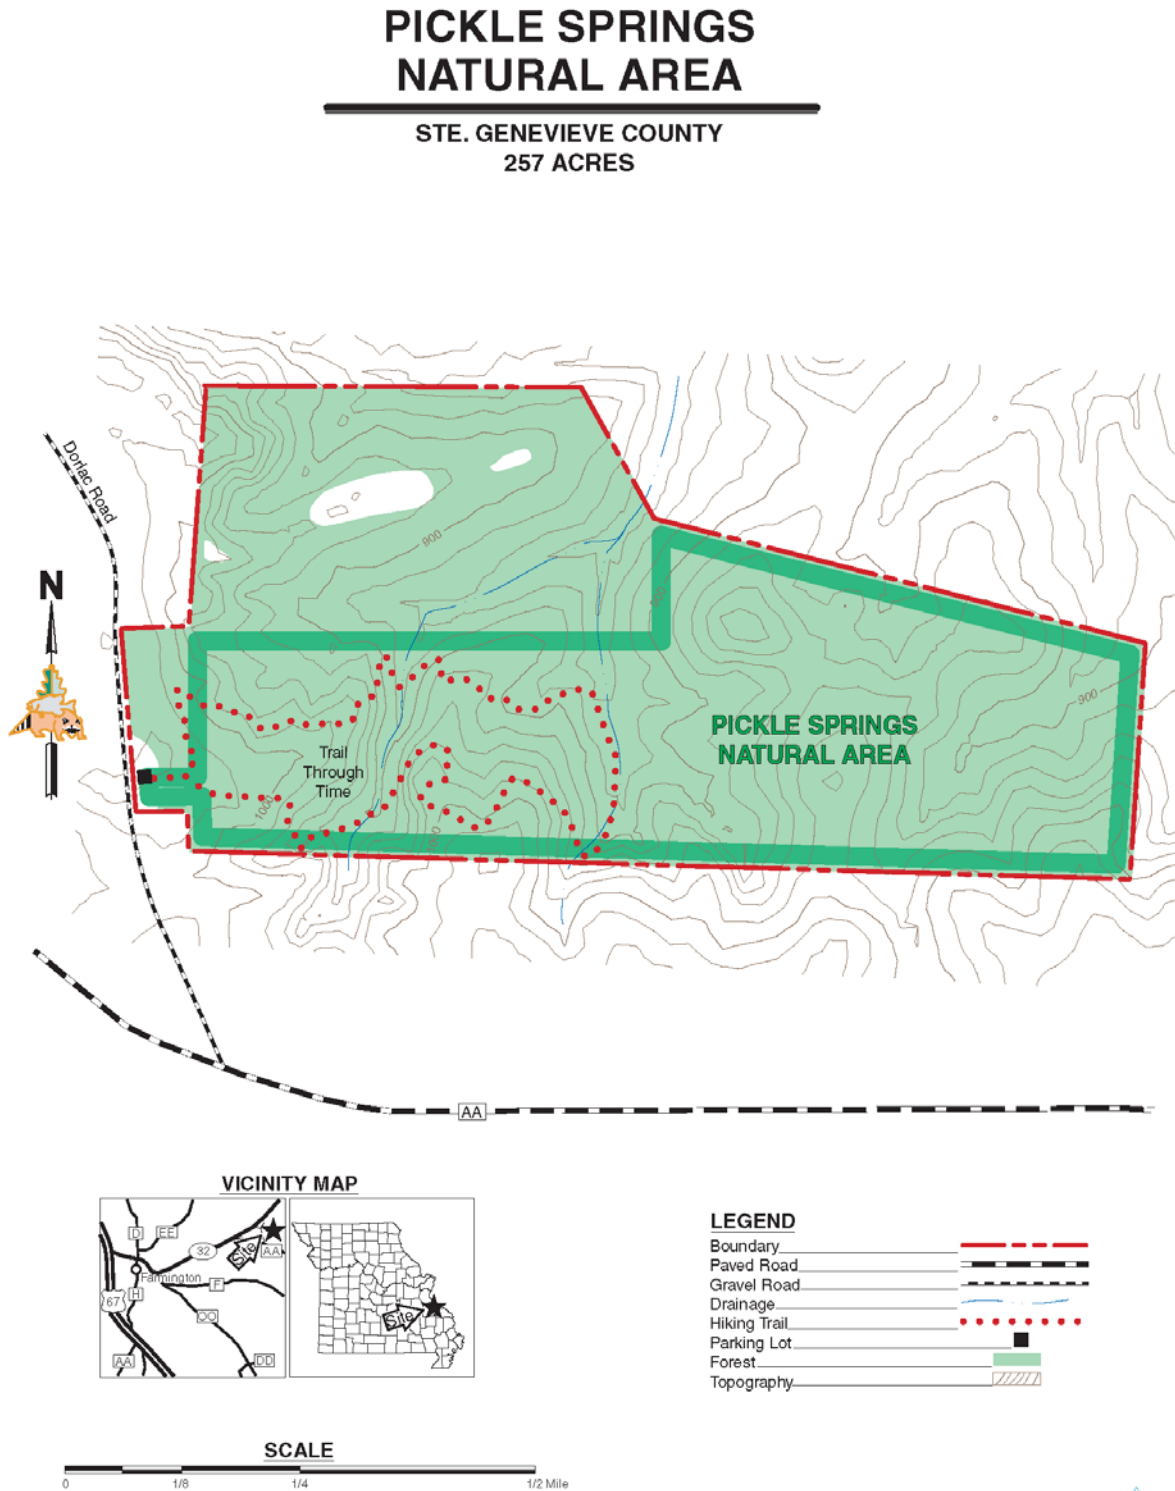 PICKLE SPRINGS
NATURAL AREA
STE. GENEVIEVE COUNTY
257 ACRES
Dorlac Road
N
900
900
900
Trail
Through
Time
PICKLE SPRINGS
NATURAL AREA
1000
1000
AA
VICINITY MAP
D
EE
32
Site
AA
Farmington
F
H
67
OO
AA
DD
Site
LEGEND
Boundary
Paved Road
Gravel Road
Drainage
Hiking Trail
Parking Lot
Forest
Topography
SCALE
0
1/8
1/4
1/2 Mile